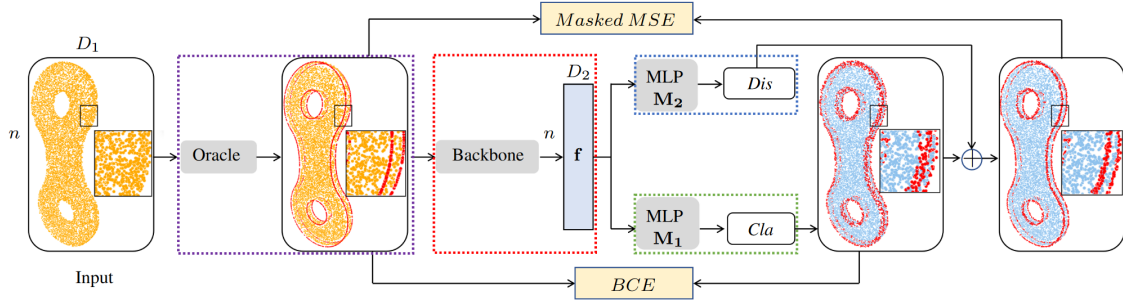 Masked MSE
D₁
D₂
n
Oracle
Backbone
n
f
MLP
M₂
Dis
MLP
M₁
Cla
Input
BCE